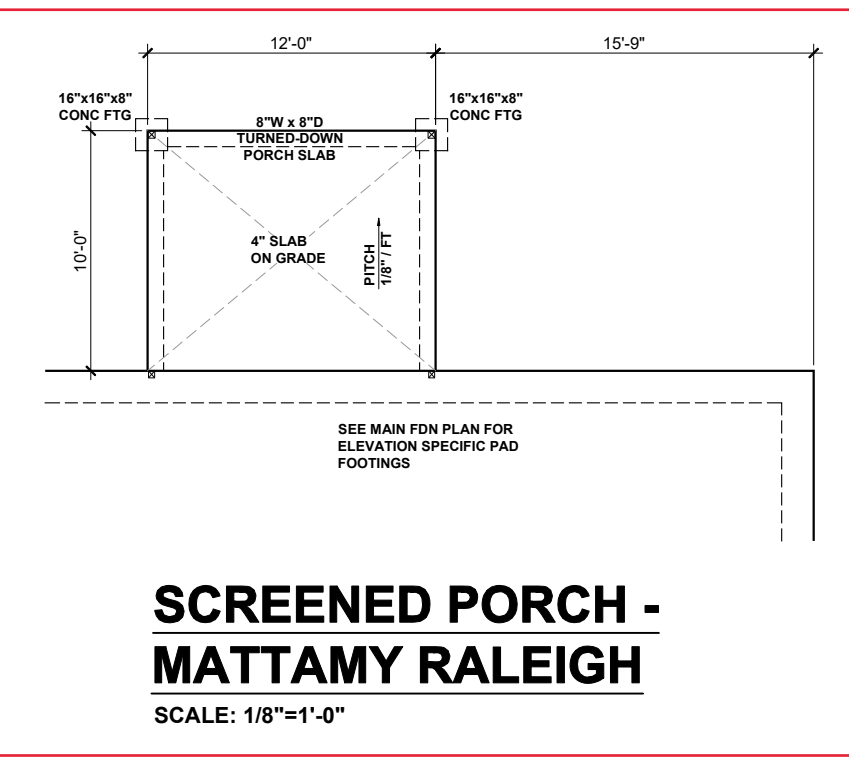 12'-0"
15'-9"
16"x16"x8"
CONC FTG
16"x16"x8"
CONC FTG
8"W x 8"D
TURNED-DOWN
PORCH SLAB
10'-0"
4" SLAB
ON GRADE
PITCH
1/8" / FT
SEE MAIN FDN PLAN FOR
ELEVATION SPECIFIC PAD
FOOTINGS
SCREENED PORCH -
MATTAMY RALEIGH
SCALE: 1/8"=1'-0"